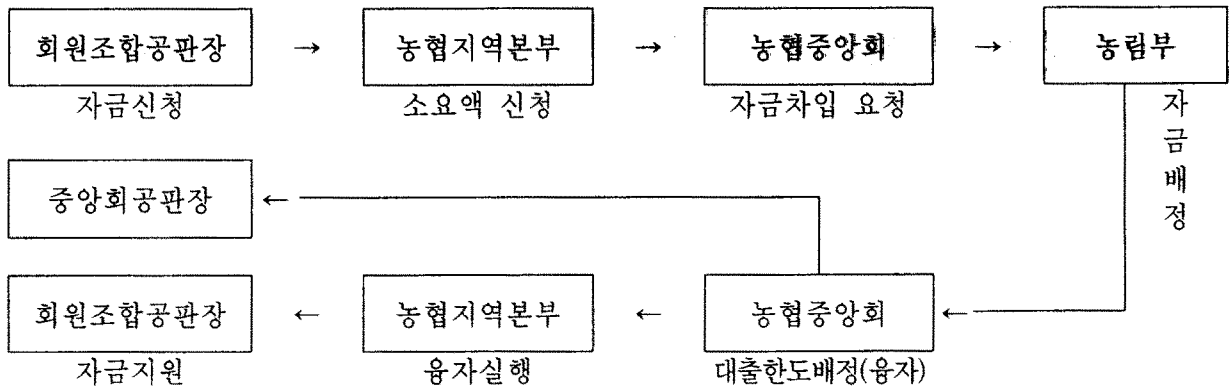 회원조합공판장 → 농협지역본부 → 농협중앙회 → 농림부
자금신청 소요액 신청 자금차입 요청
자금배정
중앙회공판장 ←
회원조합공판장 ← 농협지역본부 ← 농협중앙회 ←
자금지원 융자실행 대출한도배정(융자)